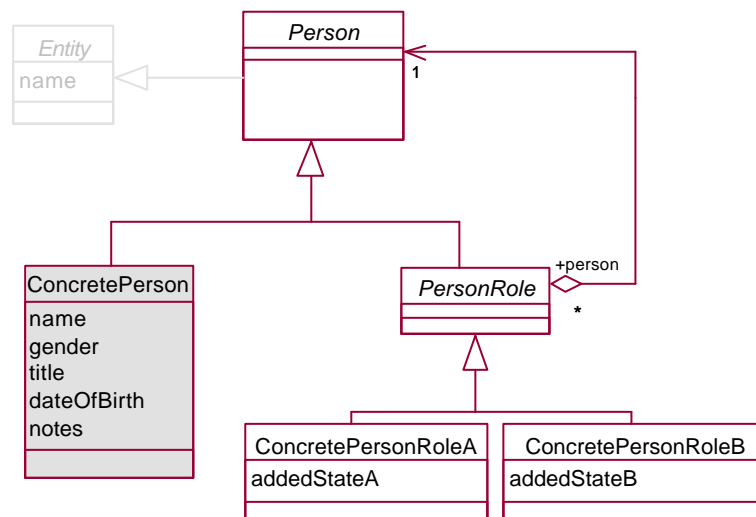 Person
Entity
name
1
ConcretePerson
name
gender
title
dateOfBirth
notes
+person
PersonRole
*
ConcretePersonRoleA
addedStateA
ConcretePersonRoleB
addedStateB